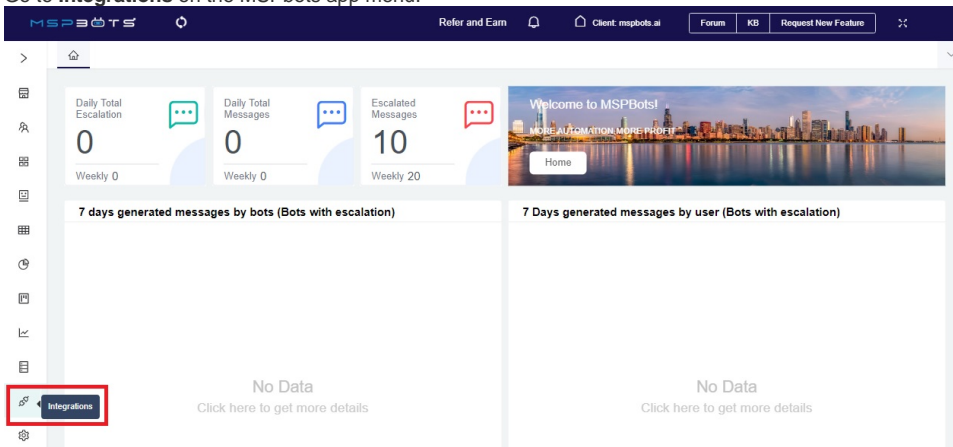 Go to Integrations on the MSPbots app menu.
MSPBOTS
Refer and Earn
Client: mspbots.ai
Forum
KB
Request New Feature
Daily Total
Escalation
0
Weekly 0
Daily Total
Messages
0
Weekly 0
Escalated
Messages
10
Weekly 20
Welcome to MSPBots!
MORE AUTOMATION MORE PROFIT
Home
7 days generated messages by bots (Bots with escalation)
7 Days generated messages by user (Bots with escalation)
No Data
Click here to get more details
No Data
Click here to get more details
Integrations